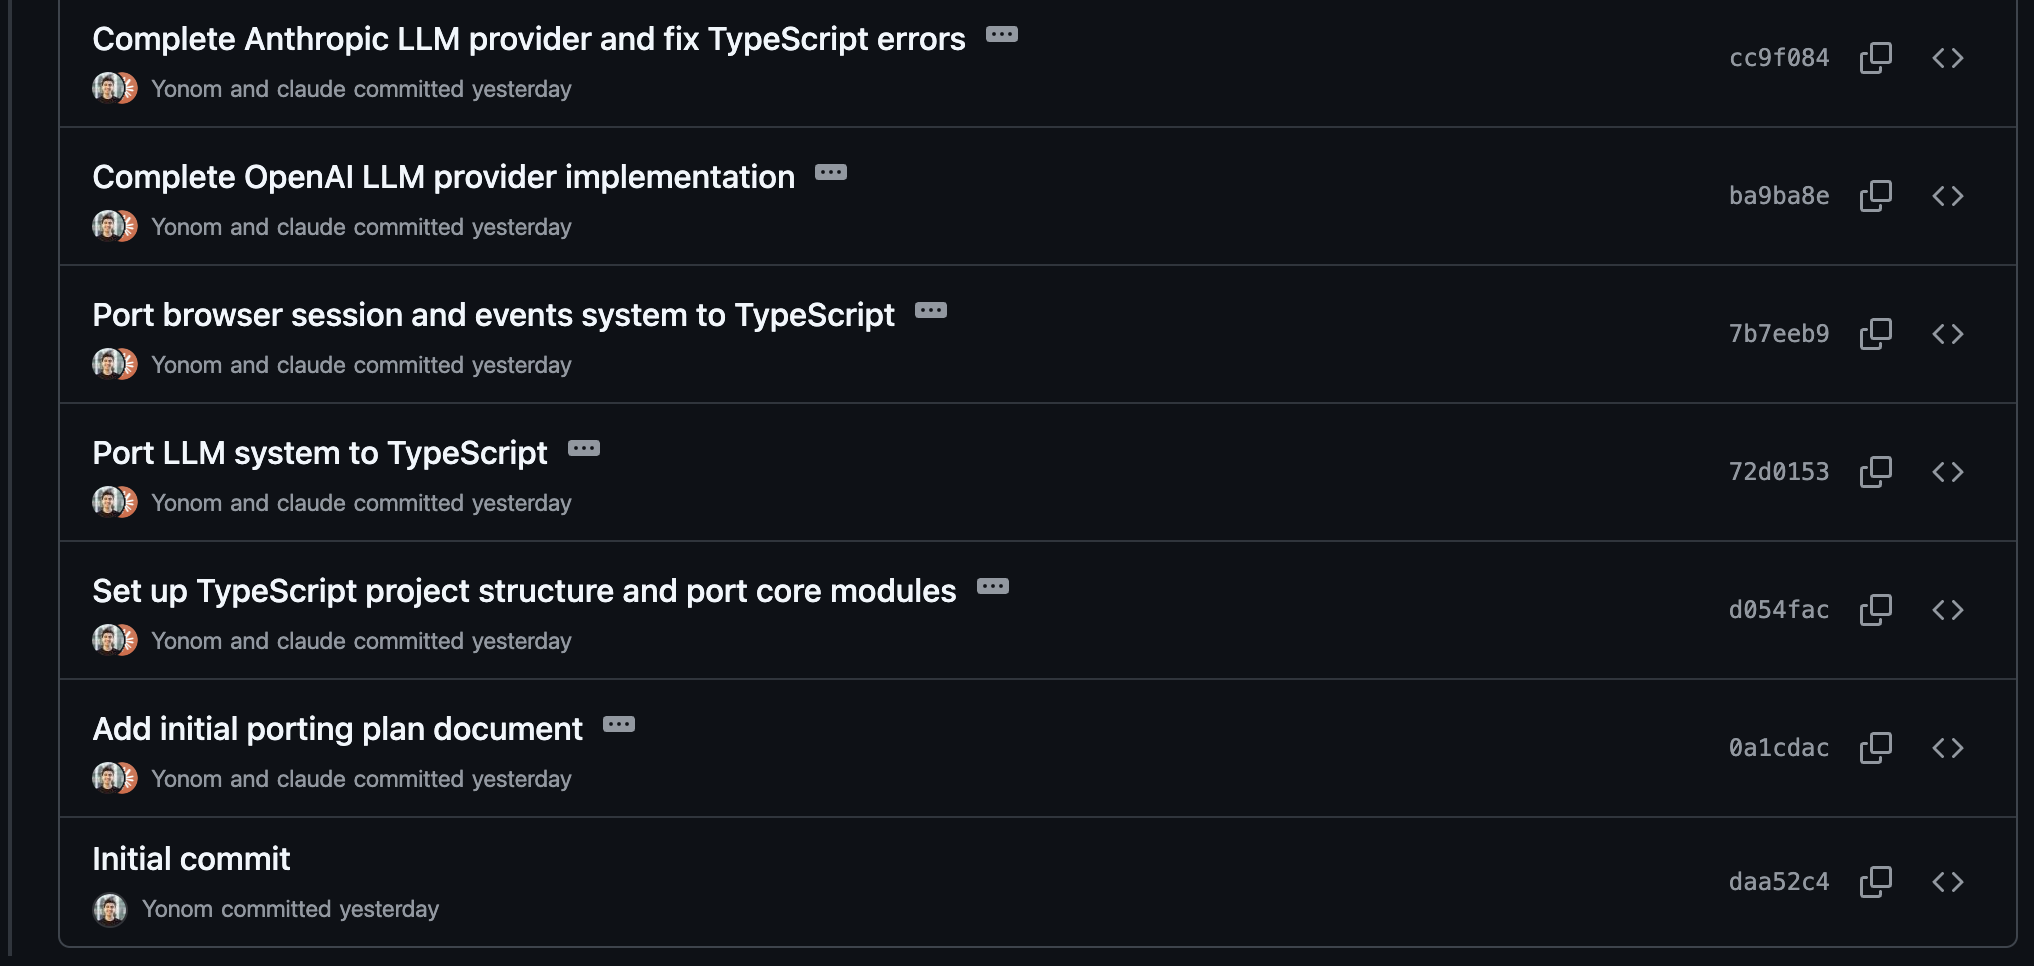 Complete Anthropic LLM provider and fix TypeScript errors
Yonom and claude committed yesterday
cc9f084
Complete OpenAI LLM provider implementation
Yonom and claude committed yesterday
ba9ba8e
Port browser session and events system to TypeScript
Yonom and claude committed yesterday
7b7eeb9
Port LLM system to TypeScript
Yonom and claude committed yesterday
72d0153
Set up TypeScript project structure and port core modules
Yonom and claude committed yesterday
d054fac
Add initial porting plan document
Yonom and claude committed yesterday
0a1cdac
Initial commit
Yonom committed yesterday
daa52c4